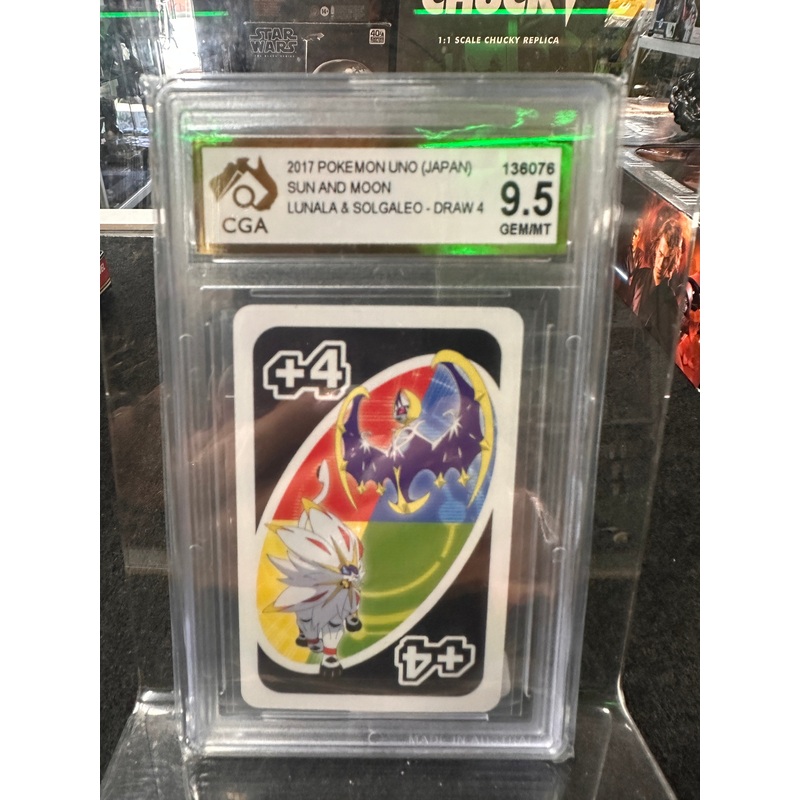 CHUCKY
STAR
WARS
1:1 SCALE CHUCKY REPLICA
2017 POKEMON UNO (JAPAN)
136076
SUN AND MOON
9.5
LUNALA & SOLGALEO - DRAW 4
GEM/MT
CGA
+4
+4
MADE IN AUSTRALIA